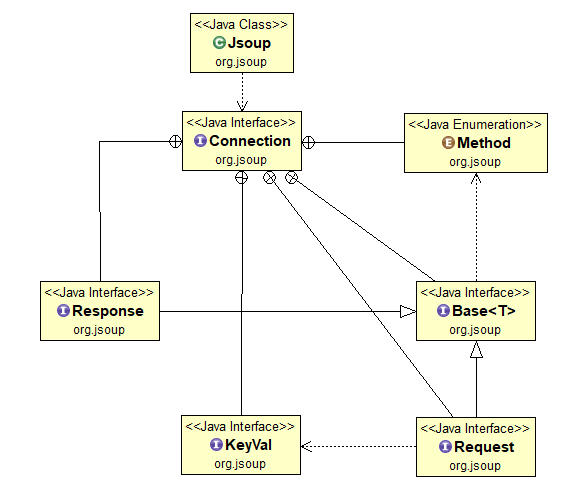 <<Java Class>>
C Jsoup
org.jsoup
<<Java Interface>>
I Connection
org.jsoup
<<Java Enumeration>>
E Method
org.jsoup
<<Java Interface>>
I Response
org.jsoup
<<Java Interface>>
I Base<T>
org.jsoup
<<Java Interface>>
I KeyVal
org.jsoup
<<Java Interface>>
I Request
org.jsoup